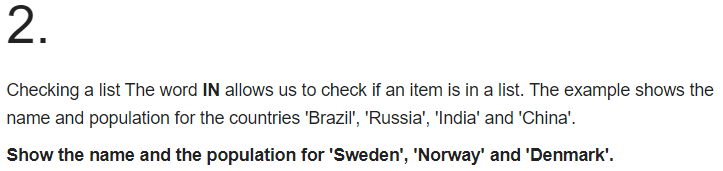 2.
Checking a list The word IN allows us to check if an item is in a list. The example shows the
name and population for the countries 'Brazil', 'Russia', 'India' and 'China'.
Show the name and the population for 'Sweden', 'Norway' and 'Denmark'.